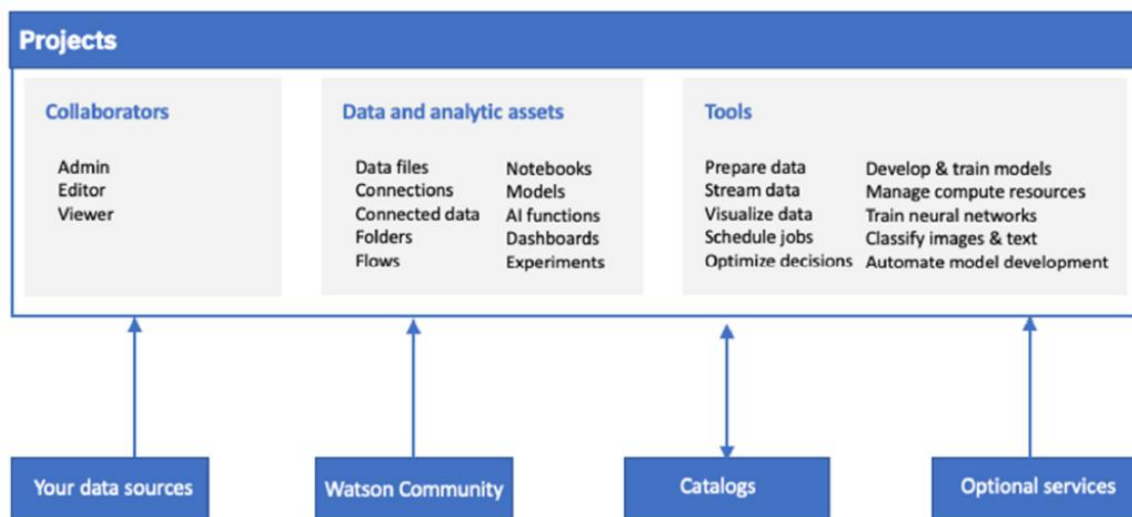 Projects
Collaborators
Admin
Editor
Viewer
Data and analytic assets
Data files
Connections
Connected data
Folders
Flows
Notebooks
Models
AI functions
Dashboards
Experiments
Tools
Prepare data
Stream data
Visualize data
Schedule jobs
Optimize decisions
Develop & train models
Manage compute resources
Train neural networks
Classify images & text
Automate model development
Your data sources
Watson Community
Catalogs
Optional services